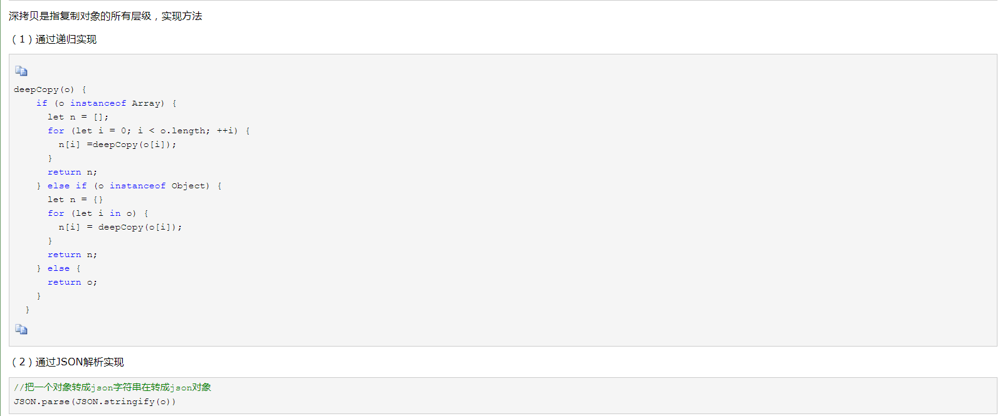 深拷贝是指复制对象的所有层级，实现方法
（1）通过递归实现
deepCopy(o) {
    if (o instanceof Array) {
      let n = [];
      for (let i = 0; i < o.length; ++i) {
        n[i] =deepCopy(o[i]);
      }
      return n;
    } else if (o instanceof Object) {
      let n = {}
      for (let i in o) {
        n[i] = deepCopy(o[i]);
      }
      return n;
    } else {
      return o;
    }
  }
（2）通过JSON解析实现
//把一个对象转成json字符串在转成json对象
JSON.parse(JSON.stringify(o))